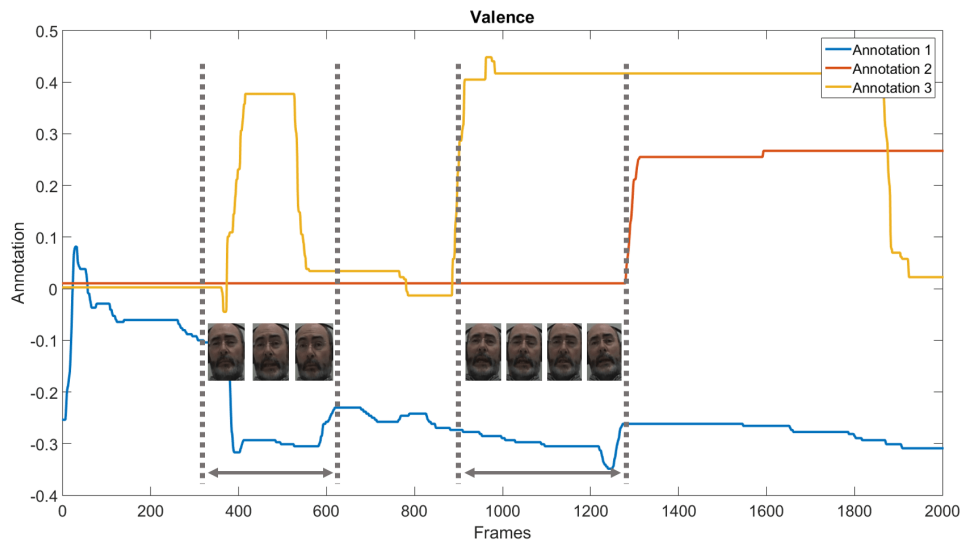 Valence
Annotation 1
Annotation 2
Annotation 3
0.5
0.4
0.3
0.2
0.1
0
-0.1
-0.2
-0.3
-0.4
Annotation
0 200 400 600 800 1000 1200 1400 1600 1800 2000
Frames